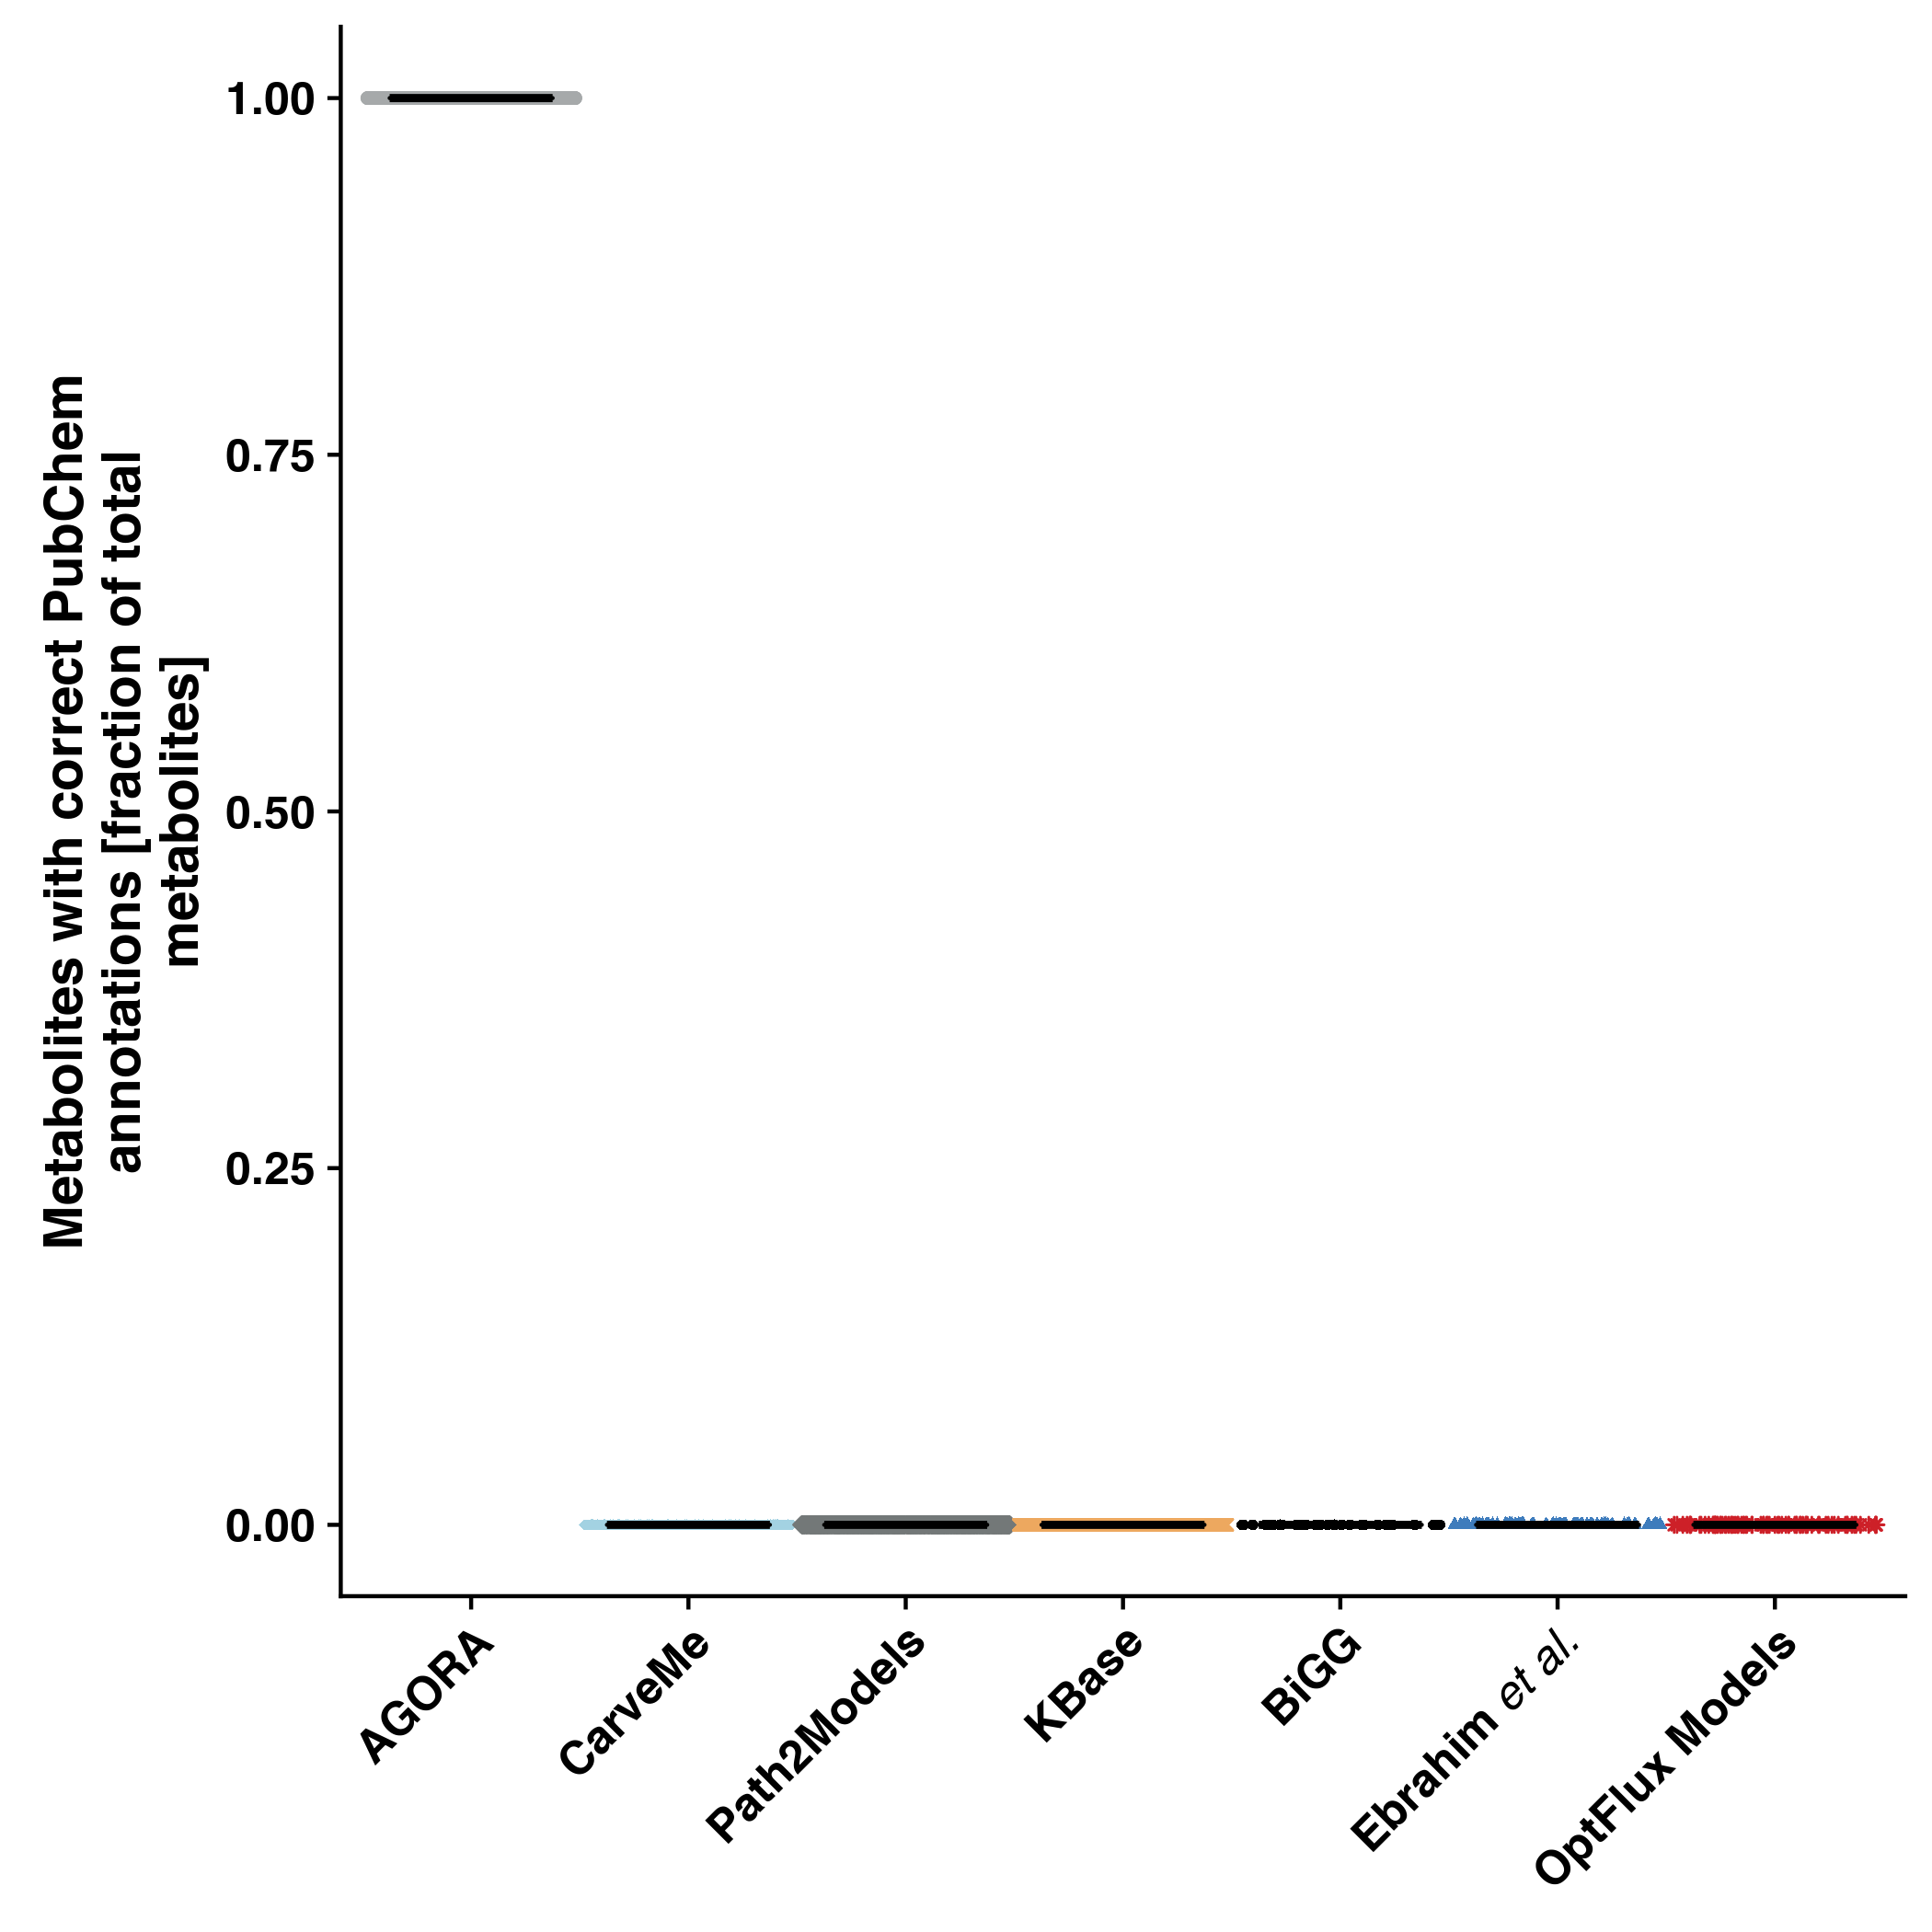 Metabolites with correct PubChem
annotations [fraction of total
metabolites]
1.00
0.75
0.50
0.25
0.00
AGORA
CarveMe
Path2Models
KBase
BiGG
Ebrahim et al.
OptFlux Models